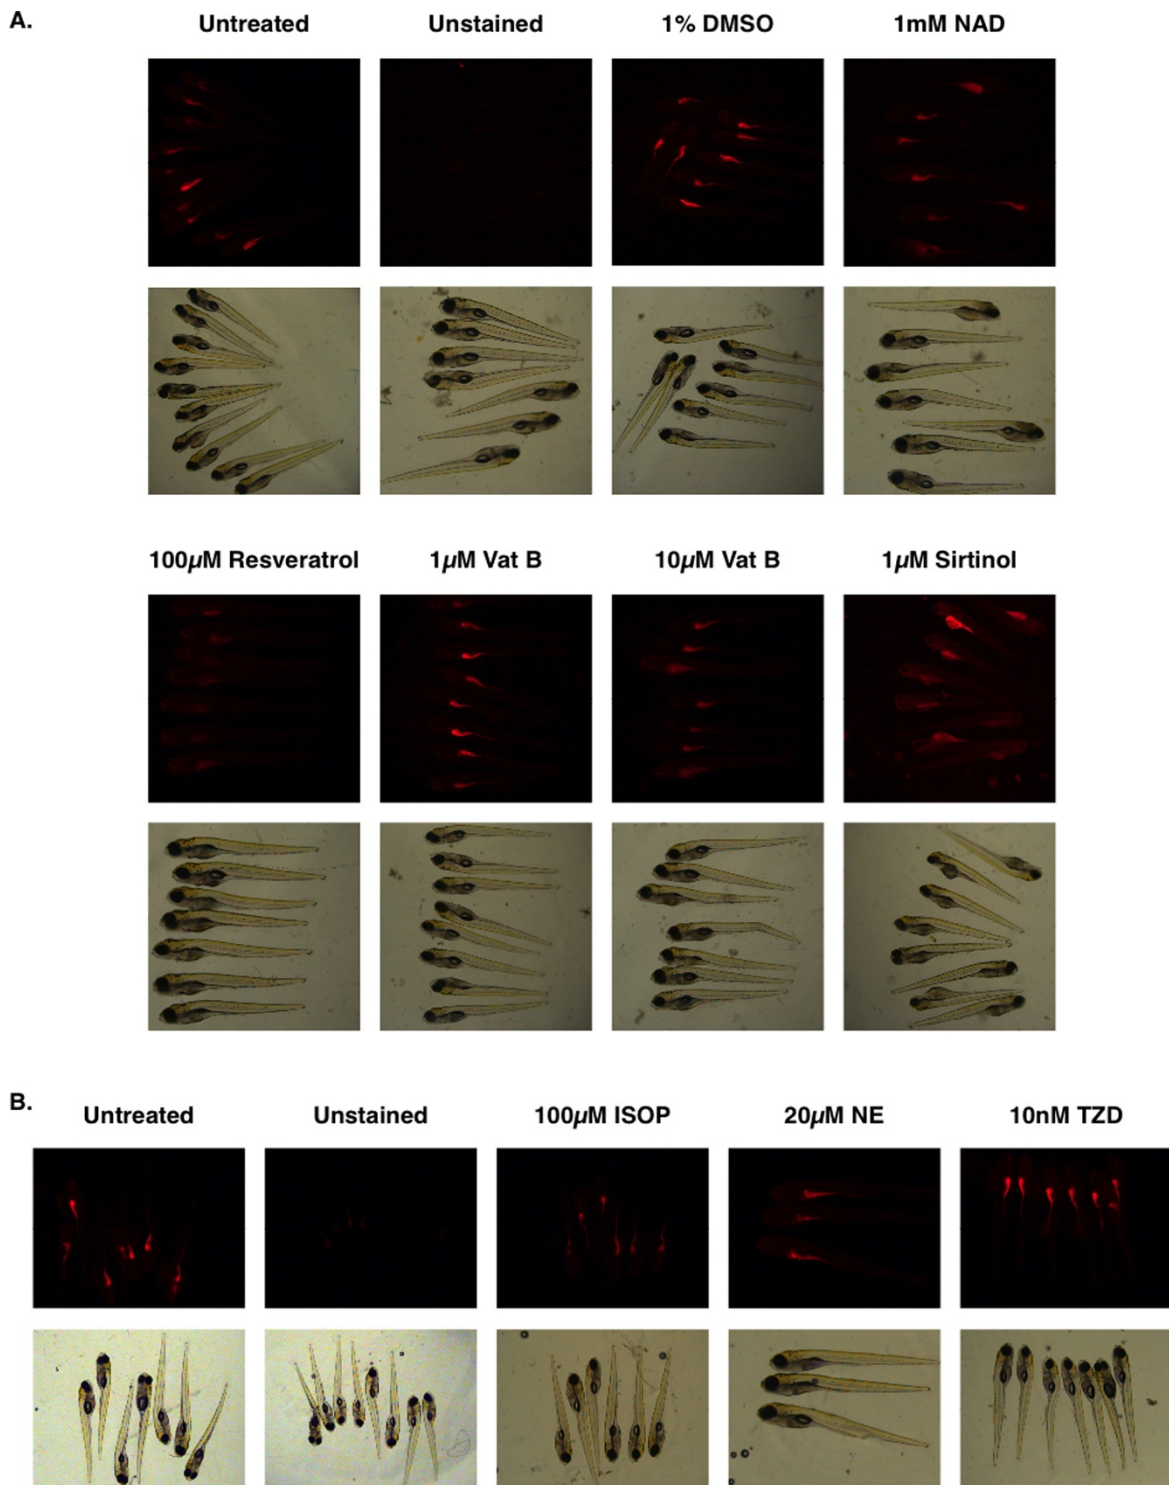 A.
Untreated Unstained 1% DMSO 1mM NAD
100µM Resveratrol 1µM Vat B 10µM Vat B 1µM Sirtinol
B.
Untreated Unstained 100µM ISOP 20µM NE 10nM TZD